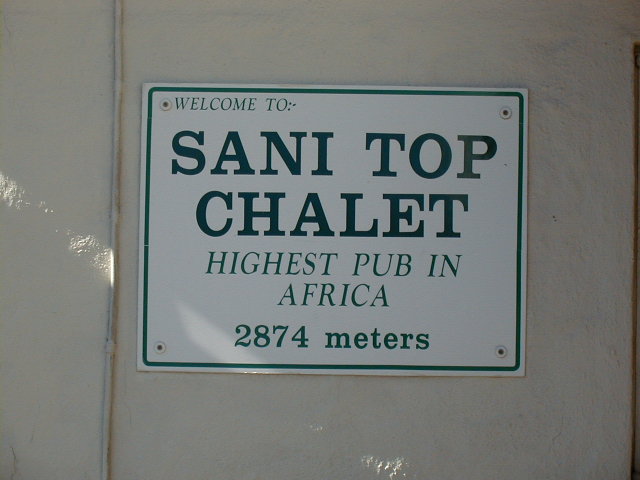 WELCOME TO:-
SANI TOP
CHALET
HIGHEST PUB IN
AFRICA
2874 meters